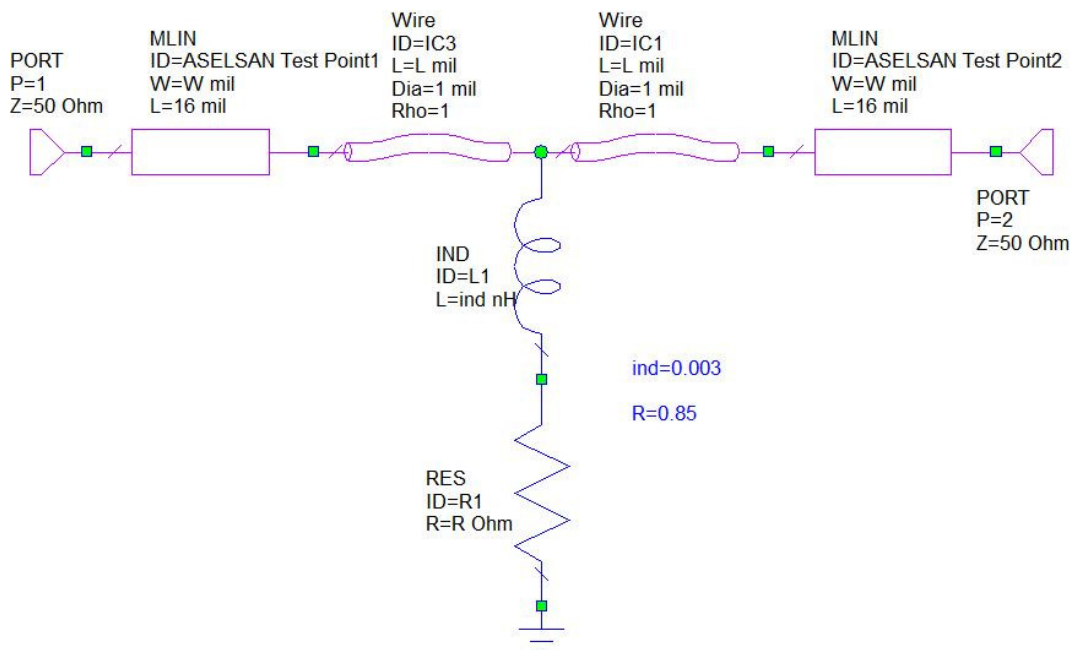 PORT
P=1
Z=50 Ohm
MLIN
ID=ASELSAN Test Point1
W=W mil
L=16 mil
Wire
ID=IC3
L=L mil
Dia=1 mil
Rho=1
Wire
ID=IC1
L=L mil
Dia=1 mil
Rho=1
MLIN
ID=ASELSAN Test Point2
W=W mil
L=16 mil
PORT
P=2
Z=50 Ohm
IND
ID=L1
L=ind nH
ind=0.003
R=0.85
RES
ID=R1
R=R Ohm